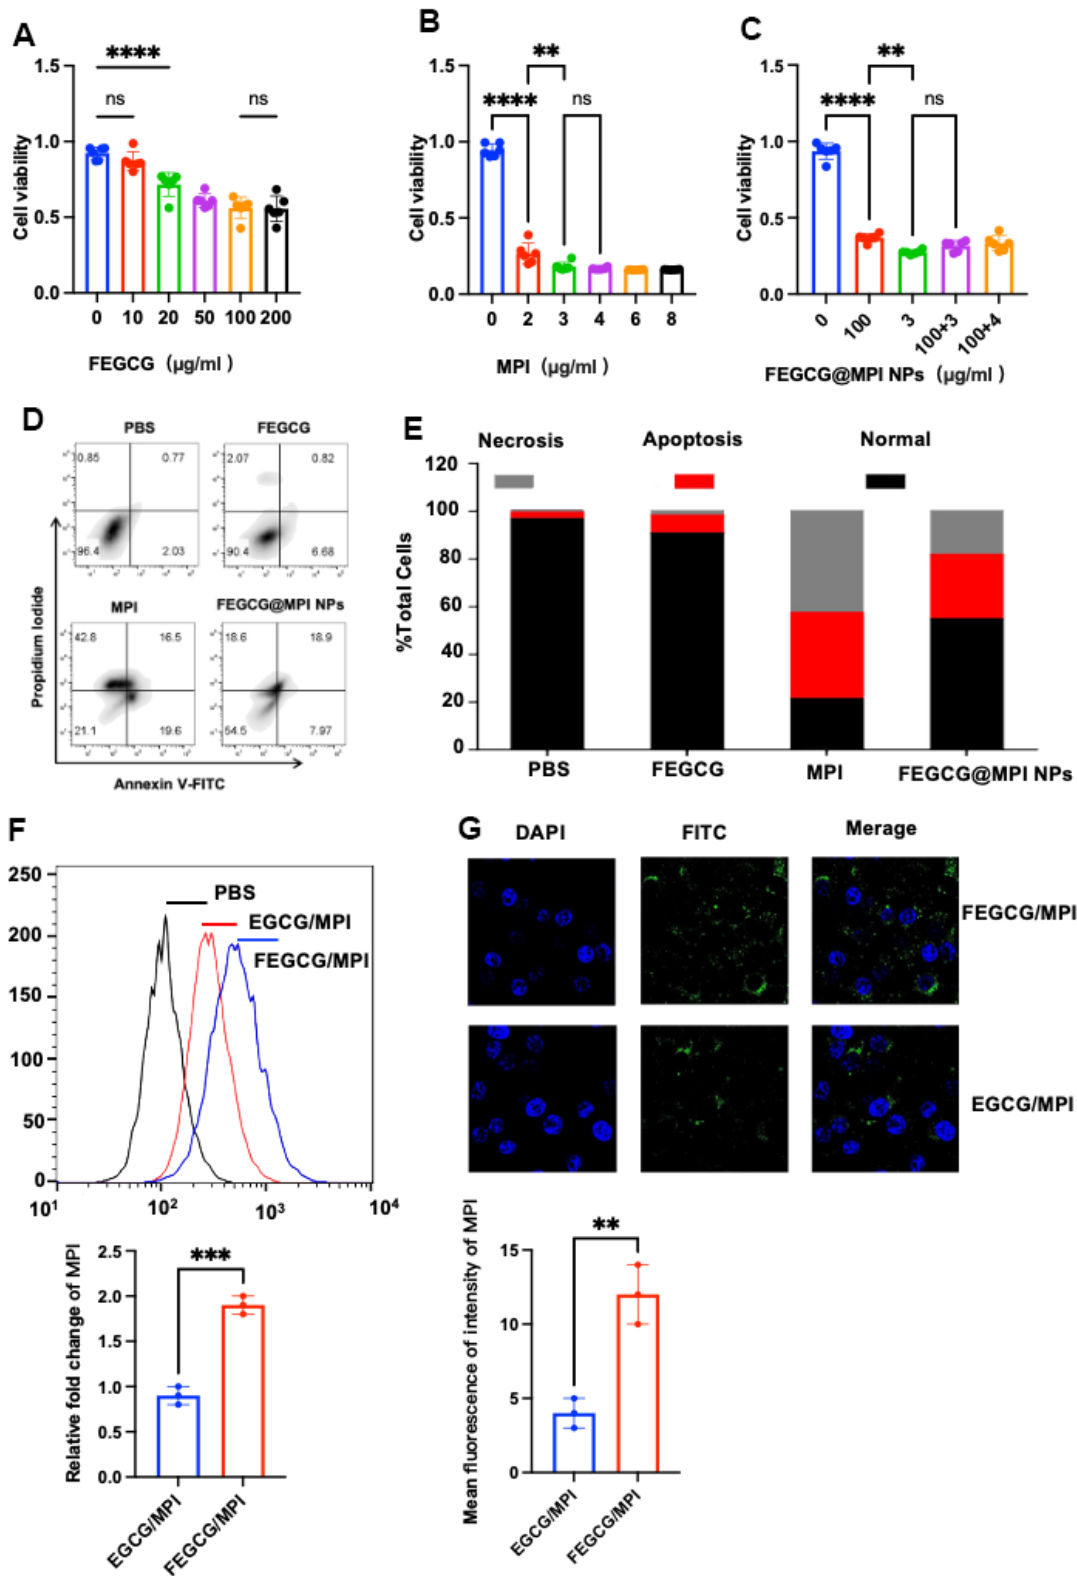 A
B
C
****
ns
ns
1.5
1.0
0.5
0.0
Cell viability
0 10 20 50 100 200
FEGCG (μg/ml)
**
****
ns
1.5
1.0
0.5
0.0
Cell viability
0 2 3 4 6 8
MPI (μg/ml)
**
****
ns
1.5
1.0
0.5
0.0
Cell viability
0 100 3 100+3 100+4
FEGCG@MPI NPs (μg/ml)
D
PBS
0.85 0.77
96.4 2.03
FEGCG
2.07 0.82
90.4 6.68
MPI
42.8 16.5
21.1 19.6
FEGCG@MPI NPs
18.6 18.9
54.5 7.97
Propidium Iodide
Annexin V-FITC
E
Necrosis Apoptosis Normal
120
100
80
60
40
20
0
%Total Cells
PBS FEGCG MPI FEGCG@MPI NPs
F
250
200
150
100
50
0
PBS
EGCG/MPI
FEGCG/MPI
10¹ 10² 10³ 10⁴
***
2.5
2.0
1.5
1.0
0.5
0.0
Relative fold change of MPI
EGCG/MPI FEGCG/MPI
G
DAPI FITC Merage
FEGCG/MPI
EGCG/MPI
**
15
10
5
0
Mean fluorescence of intensity of MPI
EGCG/MPI FEGCG/MPI